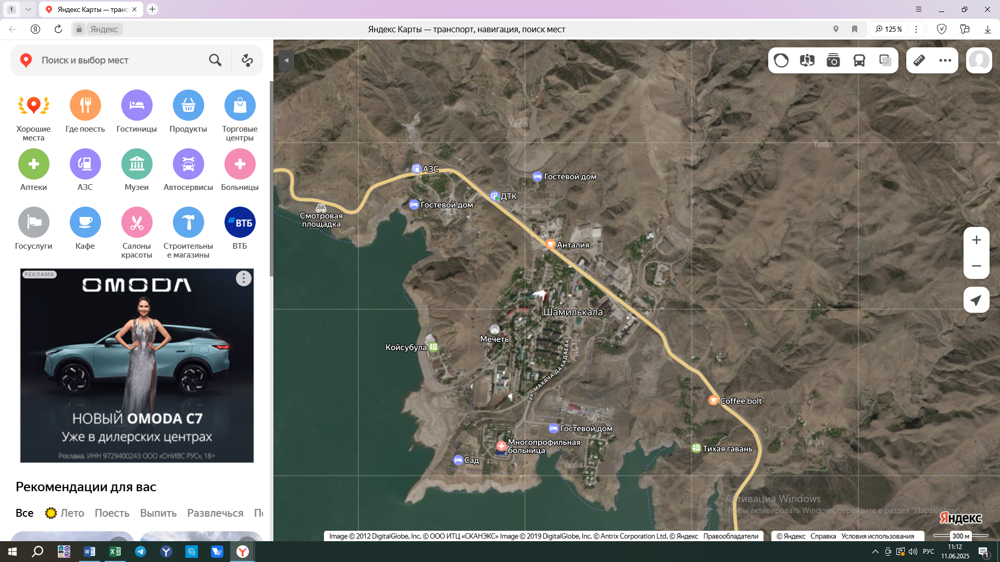 1
Яндекс Карты — транс
Яндекс
Яндекс Карты — транспорт, навигация, поиск мест
125 %
Поиск и выбор мест
Хорошие места
Где поесть
Гостиницы
Продукты
Торговые центры
Аптеки
АЗС
Музеи
Автосервисы
Больницы
Госуслуги
Кафе
Салоны красоты
Строительны
е магазины
ВТБ
ВТБ
РЕКЛАМА
OMODA
НОВЫЙ OMODA C7
Уже в дилерских центрах
Реклама. ИНН 9729400243 ООО «ОНИВС РУС», 18+
Рекомендации для вас
Все
Лето
Поесть
Выпить
Развлечься
По
Yandex
Yandex
АЗС
Гостевой дом
ДТК
Гостевой дом
Смотровая
площадка
Анталия
Шамилькала
Мечеть
Койсубула
ул. МАХАЧА ДАХАДАЕВА
Coffee bolt
Гостевой дом
Многопрофильная
больница
Сад
Тихая гавань
Yandex
Yandex
Активация Windows
Чтобы активировать Windows, перейдите в раздел "Параметры".
Яндекс
Image © 2012 DigitalGlobe, Inc. © ООО ИТЦ «СКАНЭКС» Image © 2019 DigitalGlobe, Inc. © Antrix Corporation Ltd. © Яндекс Правообладатели
© Яндекс Справка Условия использования
300 м
РУС
11:12
11.06.2025
1